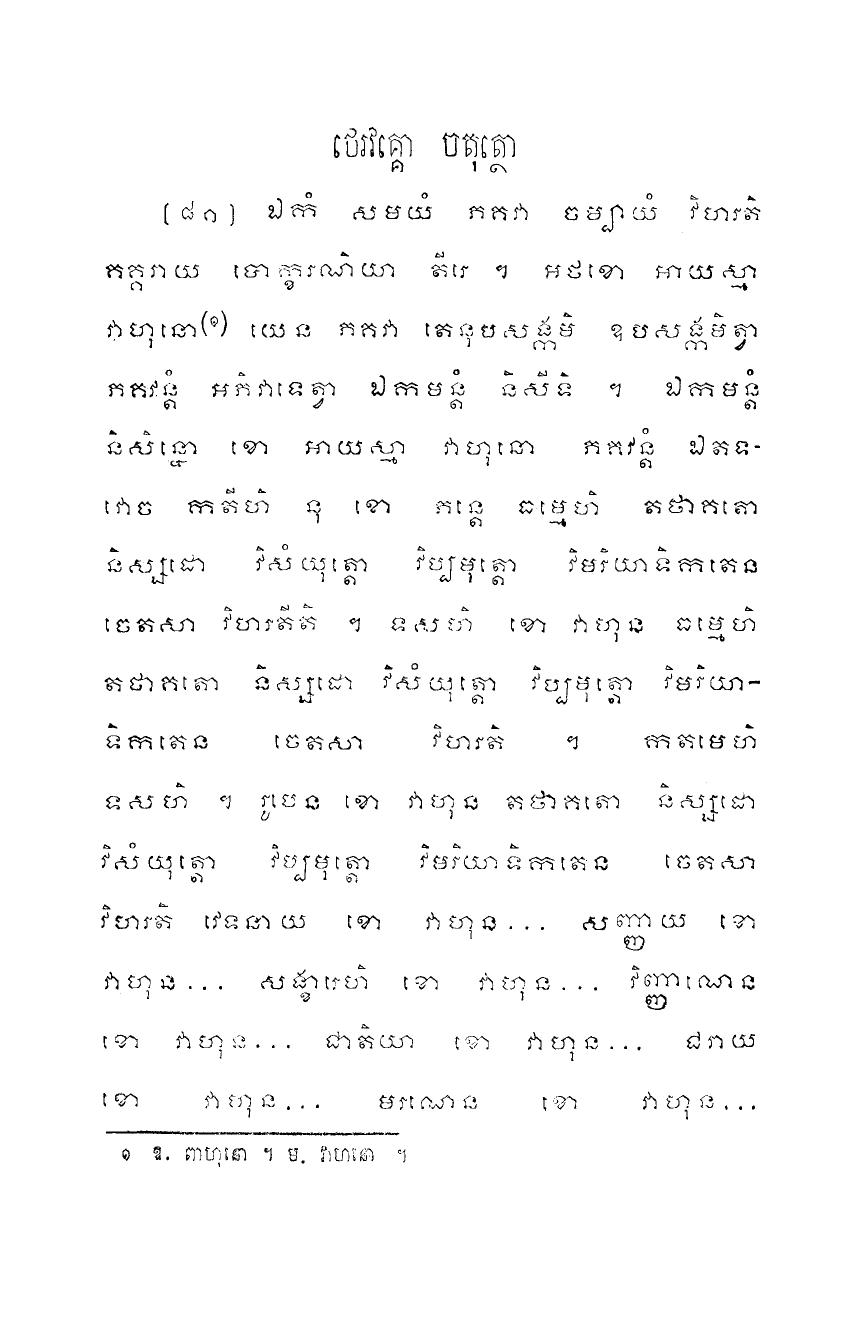 ថេរវគ្គោ ចតុត្ថោ
[៨១] ឯកំ សមយំ ភគវា ចម្បាយំ វិហរតិ
គគ្គរាយ បោក្ខរណិយា តីរេ ។ អថខោ អាយស្មា
វាហុនោ(១) យេន ភគវា តេនុបសង្កមិ ឧបសង្កមិត្វា
ភគវន្តំ អភិវាទេត្វា ឯកមន្តំ និសីទិ ។ ឯកមន្តំ
និសិន្នោ ខោ អាយស្មា វាហុនោ ភគវន្តំ ឯតទ-
វោច កតីហិ នុ ខោ ភន្តេ ធម្មេហិ តថាគតោ
និស្សដោ វិសំយុត្តោ វិប្បមុត្តោ វិមរិយាទិកតេន
ចេតសា វិហរតីតិ ។ ទសហិ ខោ វាហុន ធម្មេហិ
តថាគតោ និស្សដោ វិសំយុត្តោ វិប្បមុត្តោ វិមរិយា-
ទិកតេន ចេតសា វិហរតិ ។ កតមេហិ
ទសហិ ។ រូបេន ខោ វាហុន តថាគតោ និស្សដោ
វិសំយុត្តោ វិប្បមុត្តោ វិមរិយាទិកតេន ចេតសា
វិហរតិ វេទនាយ ខោ វាហុន... សញ្ញាយ ខោ
វាហុន... សង្ខារេហិ ខោ វាហុន... វិញ្ញាណេន
ខោ វាហុន... ជាតិយា ខោ វាហុន... ជរាយ
ខោ វាហុន... មរណេន ខោ វាហុន...
១ ឱ. ពាហុនោ ។ ម. វាហនោ ។